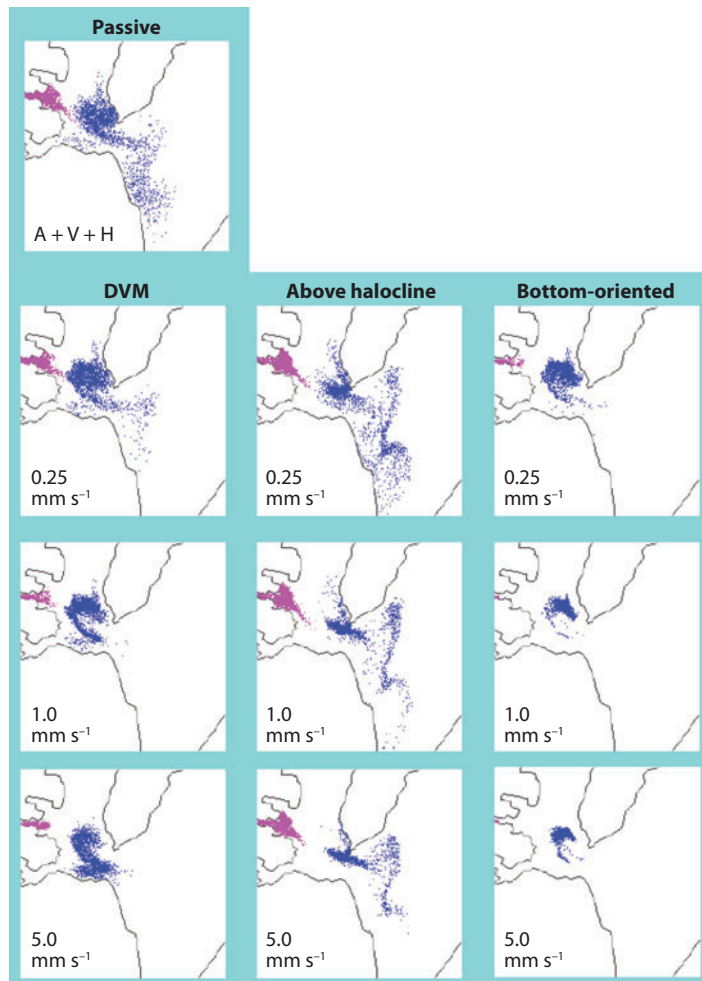 Passive
A + V + H
DVM
Above halocline
Bottom-oriented
0.25
mm s⁻¹
0.25
mm s⁻¹
0.25
mm s⁻¹
1.0
mm s⁻¹
1.0
mm s⁻¹
1.0
mm s⁻¹
5.0
mm s⁻¹
5.0
mm s⁻¹
5.0
mm s⁻¹